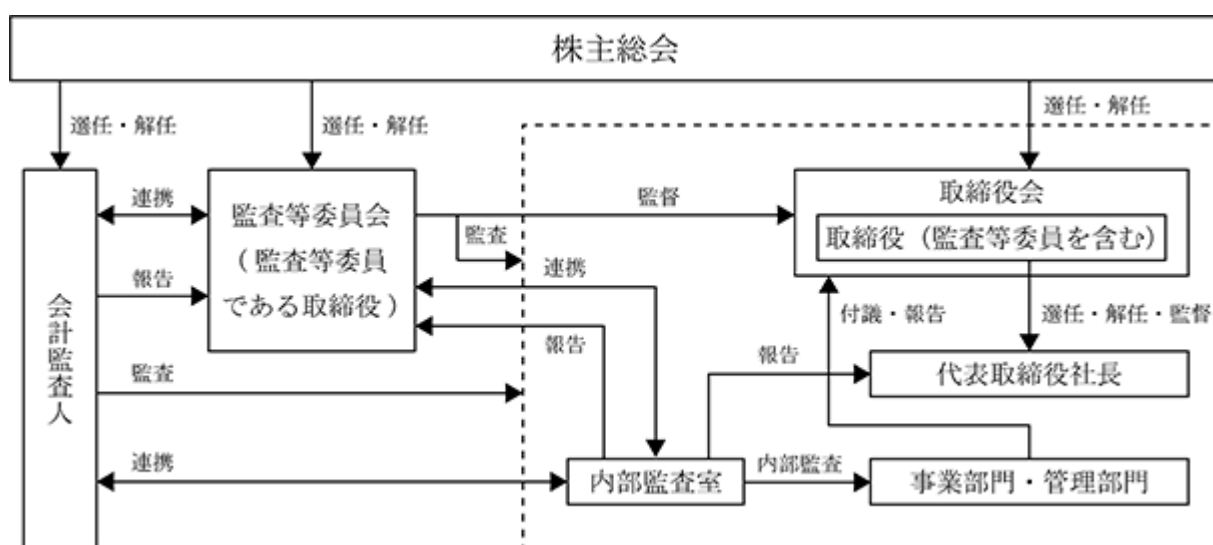 株主総会
選任・解任
選任・解任
選任・解任
連携
監督
取締役会
監査等委員会
監査
取締役（監査等委員を含む）
（監査等委員
連携
報告
である取締役）
付議・報告
選任・解任・監督
会計監査人
報告
報告
代表取締役社長
監査
連携
内部監査室
内部監査
事業部門・管理部門